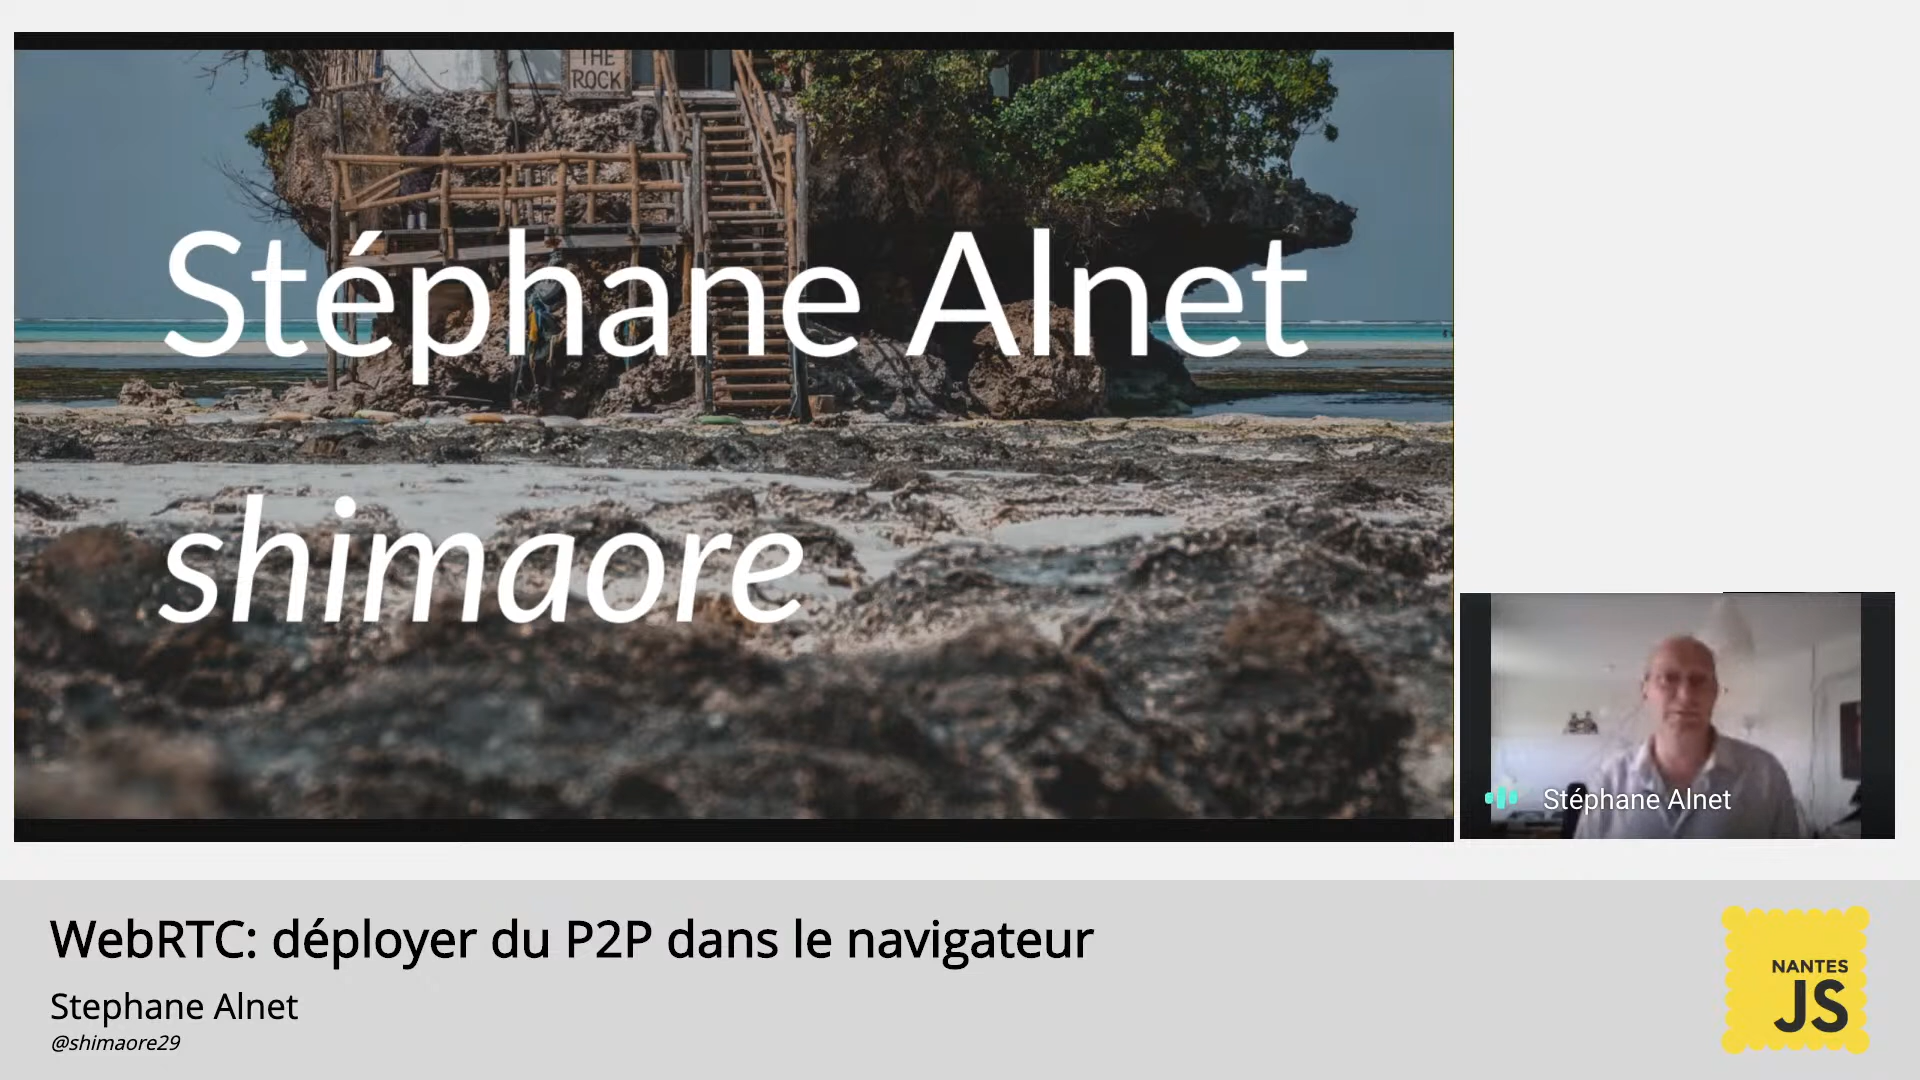 THE
ROCK
Stéphane Alnet
shimaore
Stéphane Alnet
WebRTC: déployer du P2P dans le navigateur
Stephane Alnet
@shimaore29
NANTES
JS